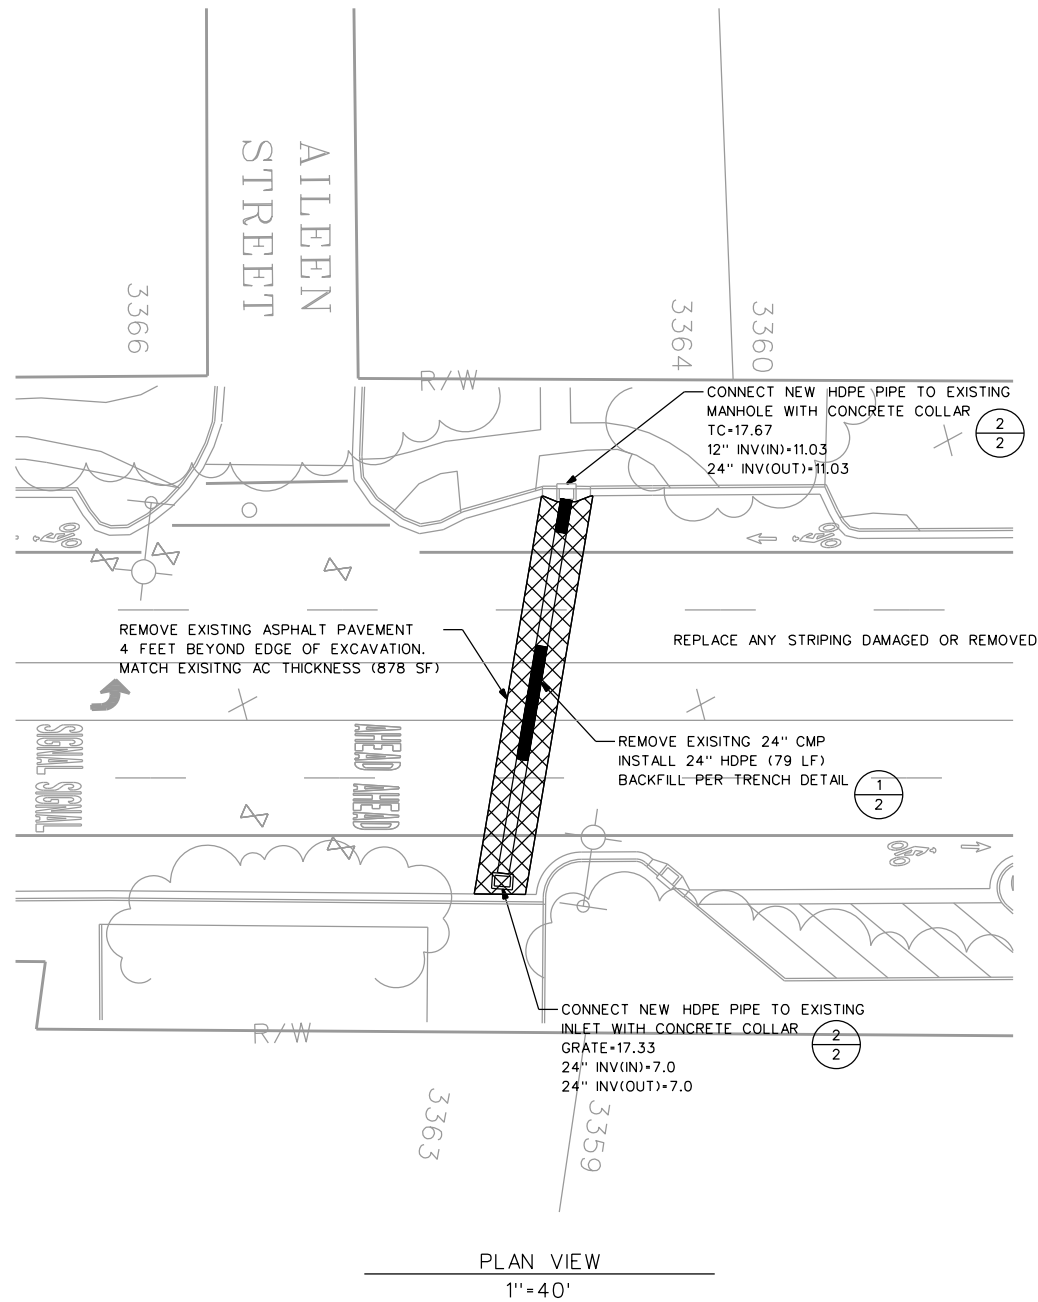 AILEEN
STREET
3366
3364
3360
R/W
CONNECT NEW HDPE PIPE TO EXISTING
MANHOLE WITH CONCRETE COLLAR
TC=17.67
12" INV(IN)=11.03
24" INV(OUT)=11.03
2
2
REMOVE EXISTING ASPHALT PAVEMENT
4 FEET BEYOND EDGE OF EXCAVATION.
MATCH EXISITNG AC THICKNESS (878 SF)
REPLACE ANY STRIPING DAMAGED OR REMOVED
SIGNAL SIGNAL
AHEAD AHEAD
REMOVE EXISITNG 24" CMP
INSTALL 24" HDPE (79 LF)
BACKFILL PER TRENCH DETAIL
1
2
CONNECT NEW HDPE PIPE TO EXISTING
INLET WITH CONCRETE COLLAR
GRATE=17.33
24" INV(IN)=7.0
24" INV(OUT)=7.0
2
2
R/W
3363
3359
PLAN VIEW
1"=40'